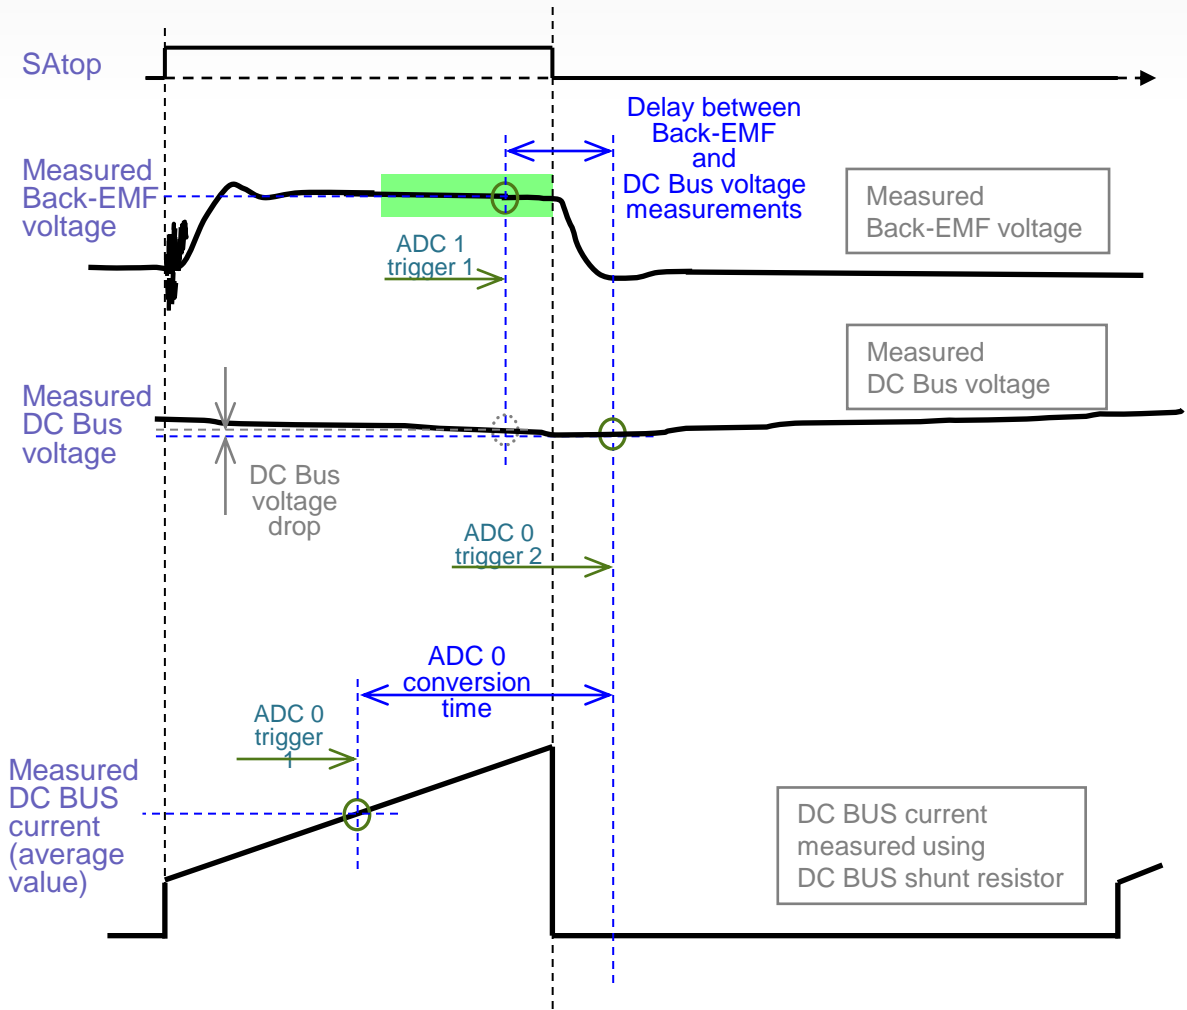 SAtop
Delay between
Back-EMF
and
DC Bus voltage
measurements
Measured
Back-EMF
voltage
Measured
Back-EMF voltage
ADC 1
trigger 1
Measured
DC Bus voltage
Measured
DC Bus
voltage
DC Bus
voltage
drop
ADC 0
trigger 2
ADC 0
conversion
time
ADC 0
trigger
1
Measured
DC BUS
current
(average
value)
DC BUS current
measured using
DC BUS shunt resistor